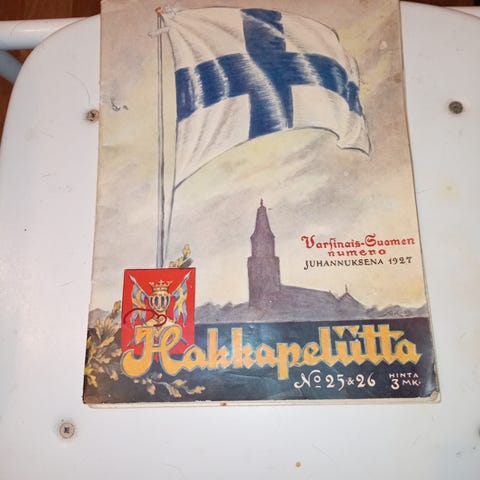 Varsinais-Suomen
numero
JUHANNUKSENA 1927
Hakkapeliitta
No 25 & 26
HINTA
3 MK.